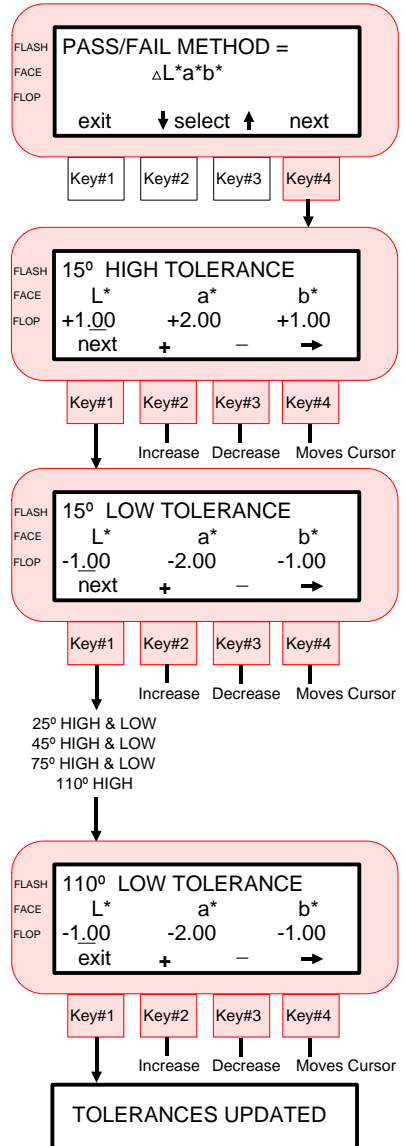 FLASH PASS/FAIL METHOD =
FACE △L*a*b*
FLOP
exit select next
Key#1 Key#2 Key#3 Key#4
FLASH 15º HIGH TOLERANCE
FACE L* a* b*
FLOP +1.00 +2.00 +1.00
next + – →
Key#1 Key#2 Key#3 Key#4
Increase Decrease Moves Cursor
FLASH 15º LOW TOLERANCE
FACE L* a* b*
FLOP -1.00 -2.00 -1.00
next + – →
Key#1 Key#2 Key#3 Key#4
Increase Decrease Moves Cursor
25º HIGH & LOW
45º HIGH & LOW
75º HIGH & LOW
110º HIGH
FLASH 110º LOW TOLERANCE
FACE L* a* b*
FLOP -1.00 -2.00 -1.00
exit + – →
Key#1 Key#2 Key#3 Key#4
Increase Decrease Moves Cursor
TOLERANCES UPDATED